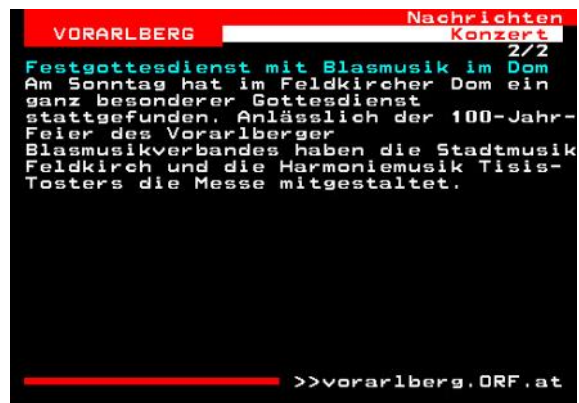 Nachrichten
VORARLBERG Konzert
2/2
Festgottesdienst mit Blasmusik im Dom
Am Sonntag hat im Feldkircher Dom ein
ganz besonderer Gottesdienst
stattgefunden. Anlässlich der 100-Jahr-
Feier des Vorarlberger
Blasmusikverbandes haben die Stadtmusik
Feldkirch und die Harmoniemusik Tisis-
Tosters die Messe mitgestaltet.
>>vorarlberg.ORF.at